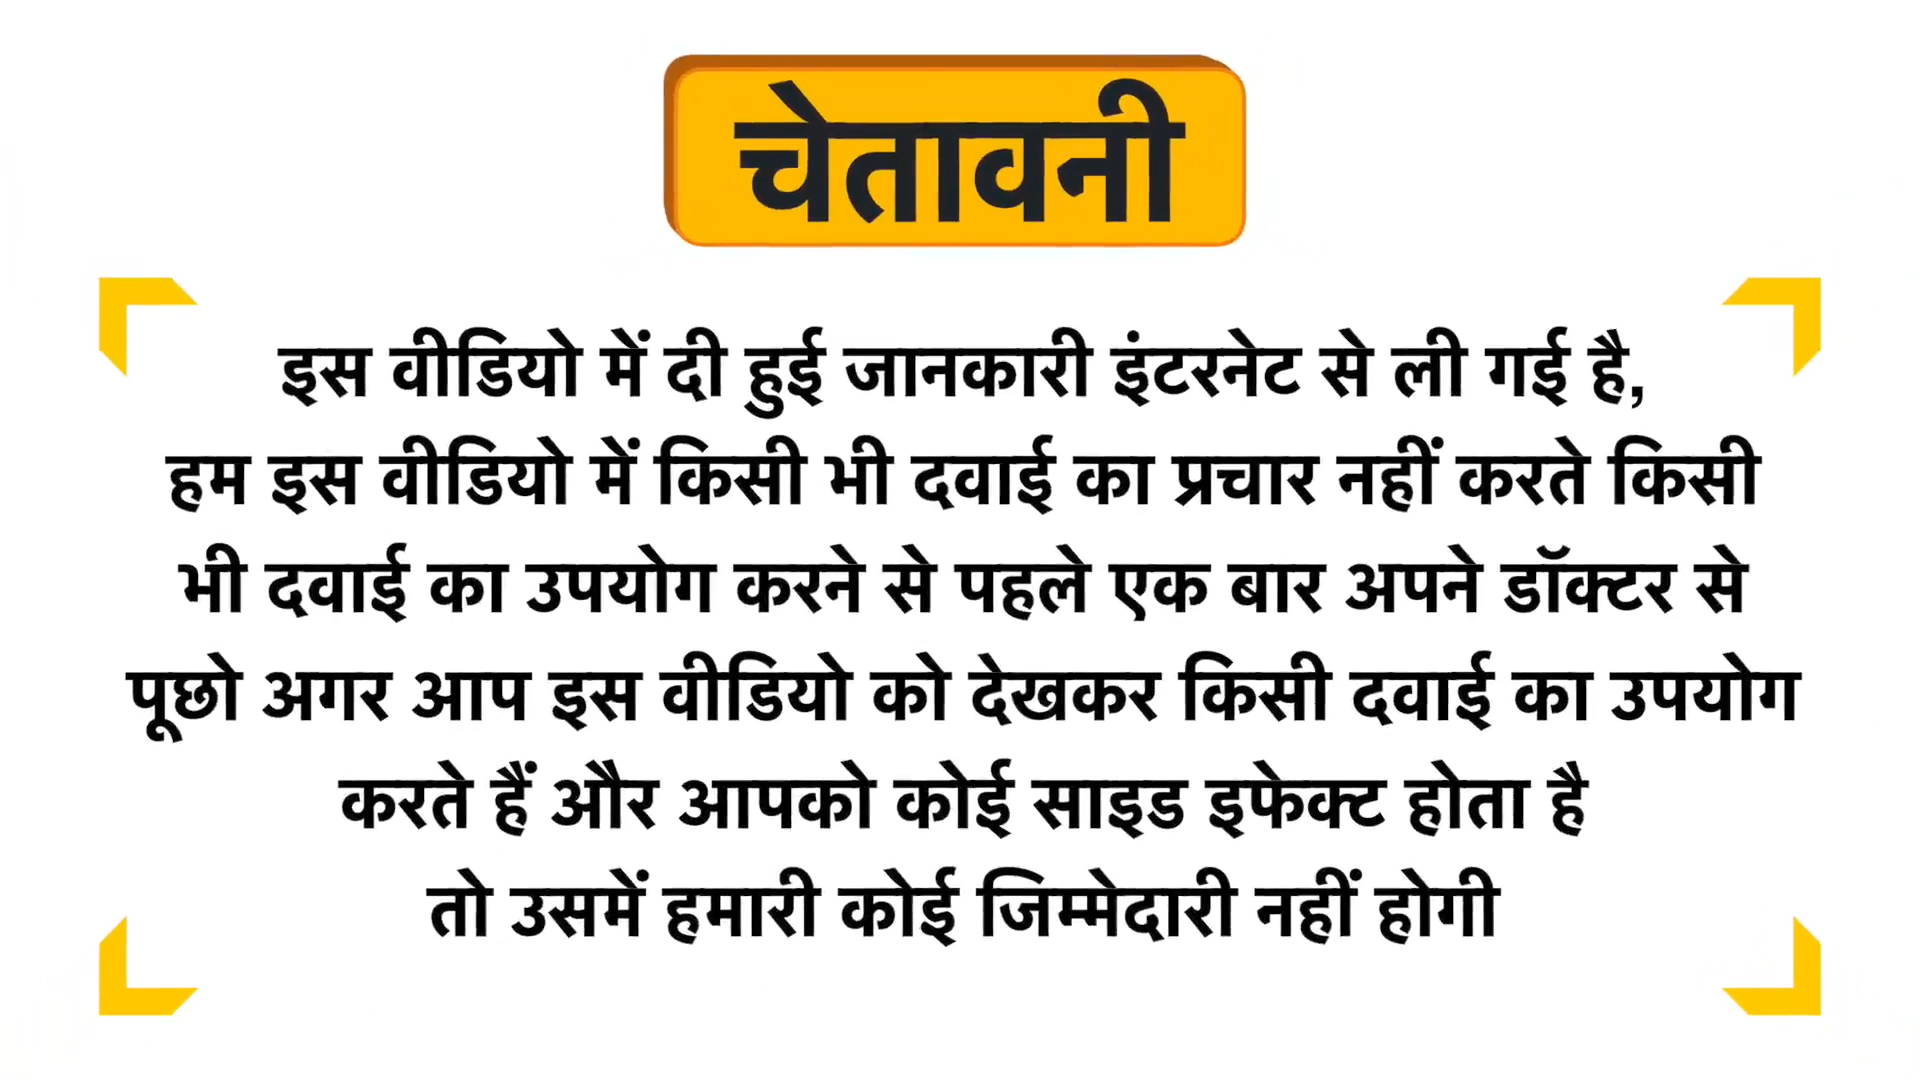 चेतावनी
इस वीडियो में दी हुई जानकारी इंटरनेट से ली गई है,
हम इस वीडियो में किसी भी दवाई का प्रचार नहीं करते किसी
भी दवाई का उपयोग करने से पहले एक बार अपने डॉक्टर से
पूछो अगर आप इस वीडियो को देखकर किसी दवाई का उपयोग
करते हैं और आपको कोई साइड इफेक्ट होता है
तो उसमें हमारी कोई जिम्मेदारी नहीं होगी